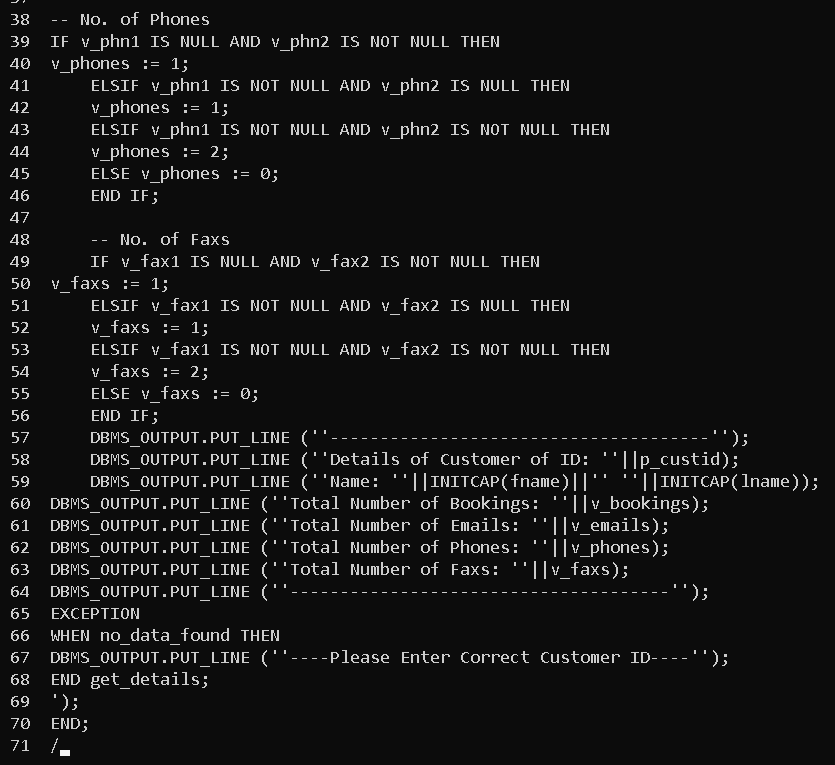 38 -- No. of Phones
39 IF v_phn1 IS NULL AND v_phn2 IS NOT NULL THEN
40 v_phones := 1;
41 ELSIF v_phn1 IS NOT NULL AND v_phn2 IS NULL THEN
42 v_phones := 1;
43 ELSIF v_phn1 IS NOT NULL AND v_phn2 IS NOT NULL THEN
44 v_phones := 2;
45 ELSE v_phones := 0;
46 END IF;
47
48 -- No. of Faxs
49 IF v_fax1 IS NULL AND v_fax2 IS NOT NULL THEN
50 v_faxs := 1;
51 ELSIF v_fax1 IS NOT NULL AND v_fax2 IS NULL THEN
52 v_faxs := 1;
53 ELSIF v_fax1 IS NOT NULL AND v_fax2 IS NOT NULL THEN
54 v_faxs := 2;
55 ELSE v_faxs := 0;
56 END IF;
57 DBMS_OUTPUT.PUT_LINE (''--------------------------------------'');
58 DBMS_OUTPUT.PUT_LINE (''Details of Customer of ID: ''||p_custid);
59 DBMS_OUTPUT.PUT_LINE (''Name: ''||INITCAP(fname)||'' ''||INITCAP(lname));
60 DBMS_OUTPUT.PUT_LINE (''Total Number of Bookings: ''||v_bookings);
61 DBMS_OUTPUT.PUT_LINE (''Total Number of Emails: ''||v_emails);
62 DBMS_OUTPUT.PUT_LINE (''Total Number of Phones: ''||v_phones);
63 DBMS_OUTPUT.PUT_LINE (''Total Number of Faxs: ''||v_faxs);
64 DBMS_OUTPUT.PUT_LINE (''--------------------------------------'');
65 EXCEPTION
66 WHEN no_data_found THEN
67 DBMS_OUTPUT.PUT_LINE (''----Please Enter Correct Customer ID----'');
68 END get_details;
69 ');
70 END;
71 /